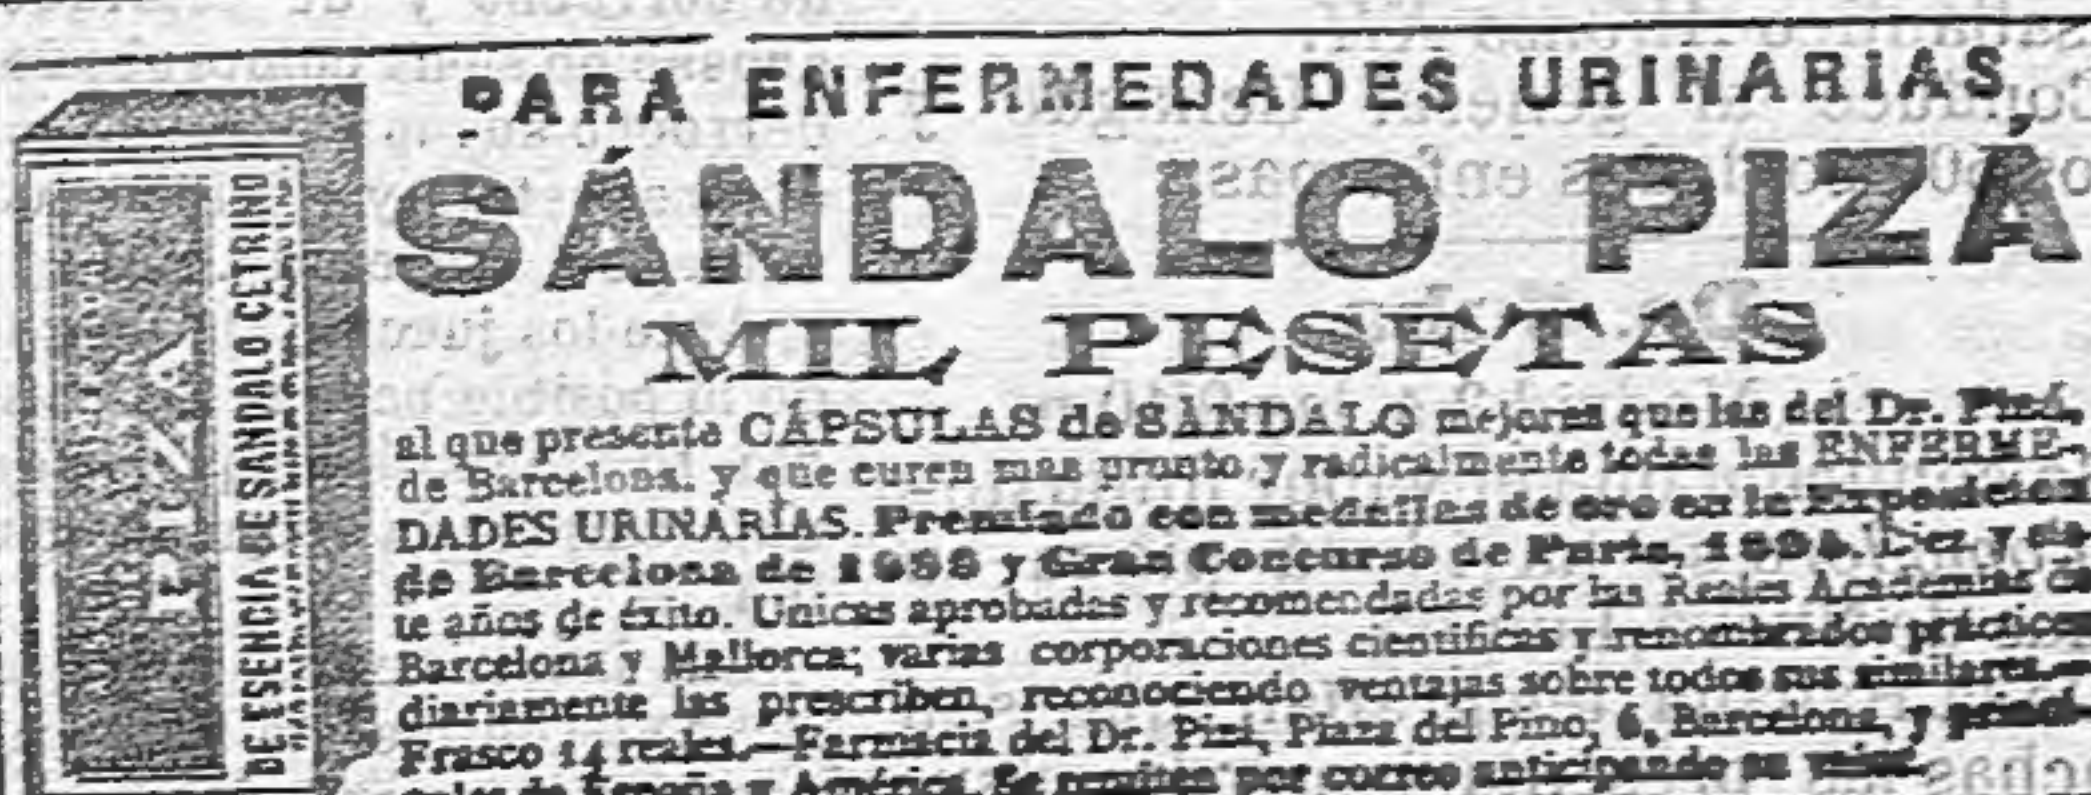 PARA ENFERMEDADES URINARIAS
SÁNDALO PIZÁ
MIL PESETAS
al que presente CÁPSULAS de SÁNDALO mejores que las del Dr. Pizá,
de Barcelona, y que curen mas pronto y radicalmente todas las ENFERME-
DADES URINARIAS. Premiado con medallas de oro en la Exposición
de Barcelona de 1888 y Gran Concurso de Paris, 1895. Diez y sie-
te años de éxito. Unicas aprobadas y recomendadas por las Reales Academias de
Barcelona y Mallorca; varias corporaciones cientificas y renombrados prácticos
diariamente las prescriben, reconociendo ventajas sobre todos sus similares.—
Frasco 14 reales.—Farmacia del Dr. Pizá, Plaza del Pino, 6, Barcelona, y princi-
pales de España y América. Se remiten por correo anticipando su valor.
PIZA
DE ESENCIA DE SANDALO CETRINO